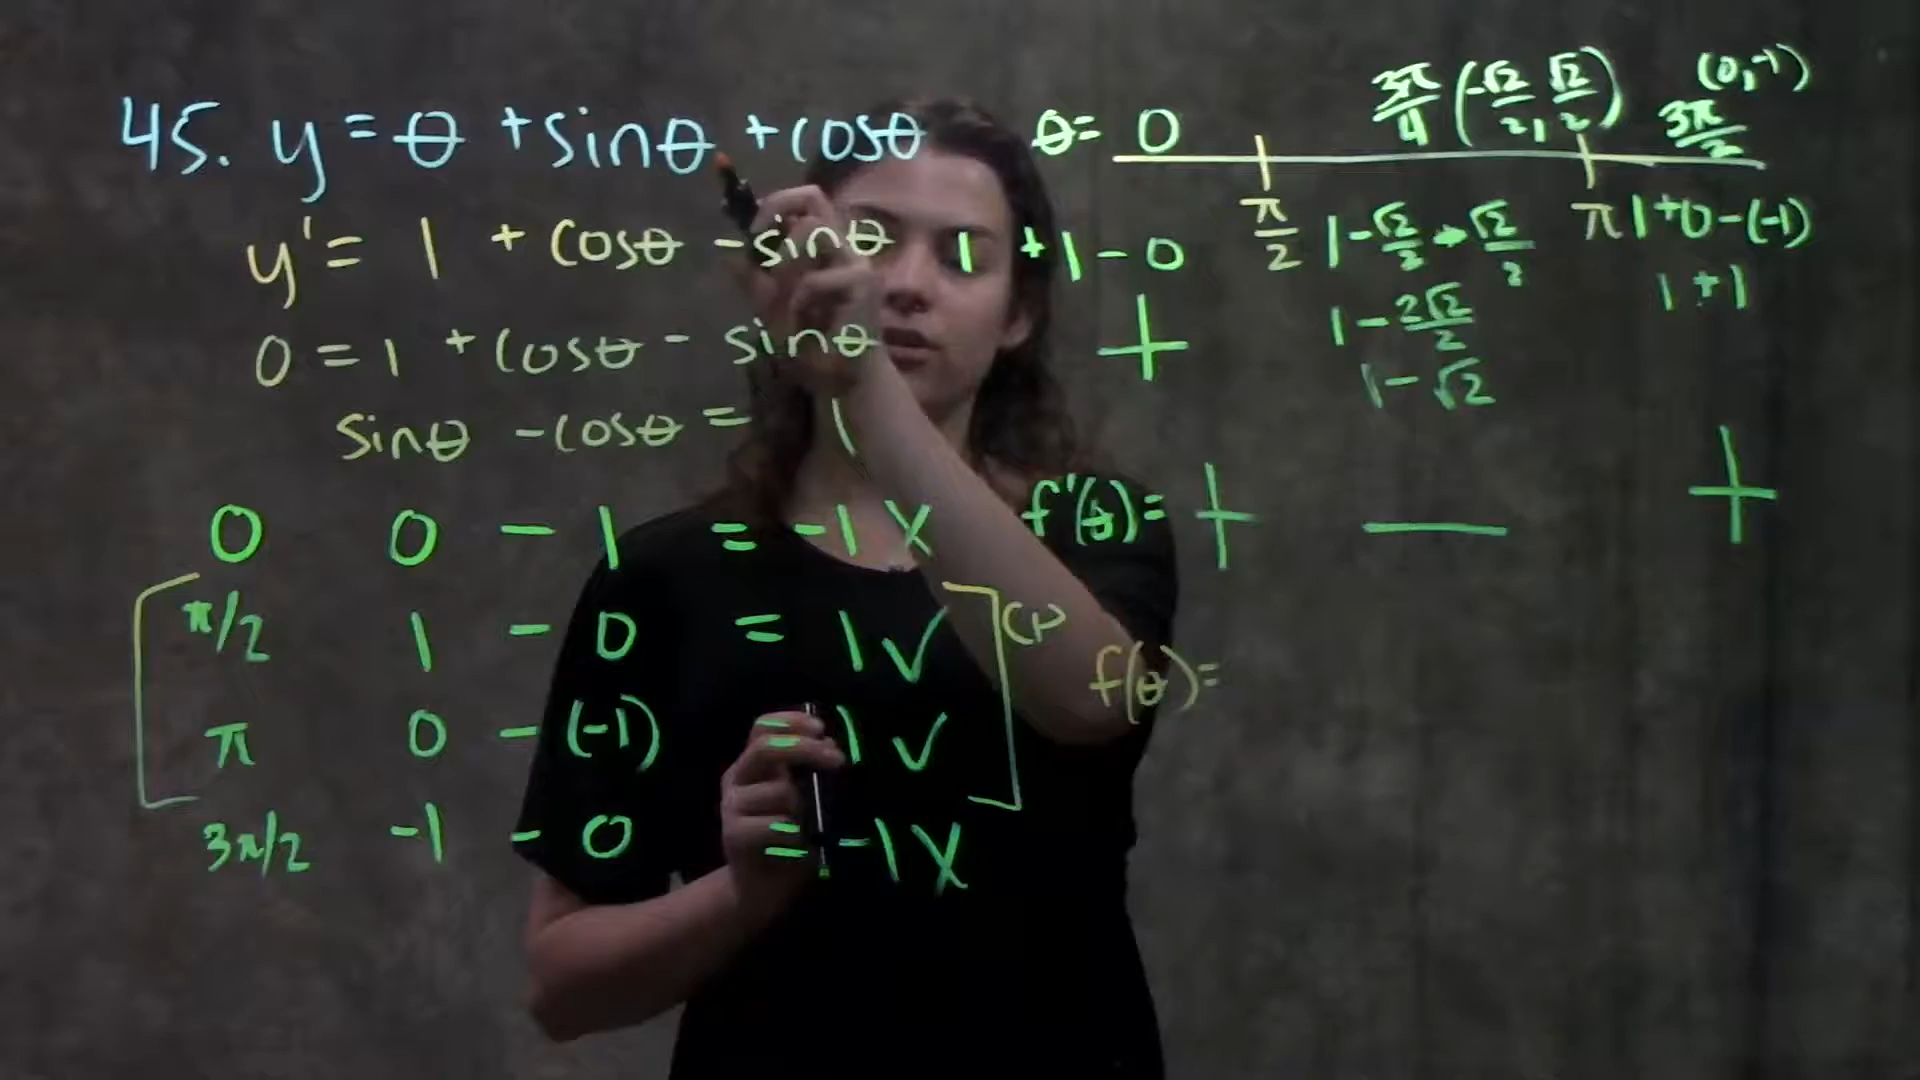 45. y = θ + sinθ + cosθ
y' = 1 + cosθ - sinθ
0 = 1 + cosθ - sinθ
sinθ - cosθ = 1
0 0 - 1 = -1 X
π/2 1 - 0 = 1 ✓
π 0 - (-1) = 1 ✓
3π/2 -1 - 0 = -1 X
CP
θ = 0 3π/4 (-√2/2, √2/2) 3π/2 (0,-1)
π/2 π
1 + 1 - 0 1 - √2/2 - √2/2 1+0-(-1)
+ 1 - 2√2/2 1 + 1
1 - √2
f'(θ) = + — +
f(θ) =